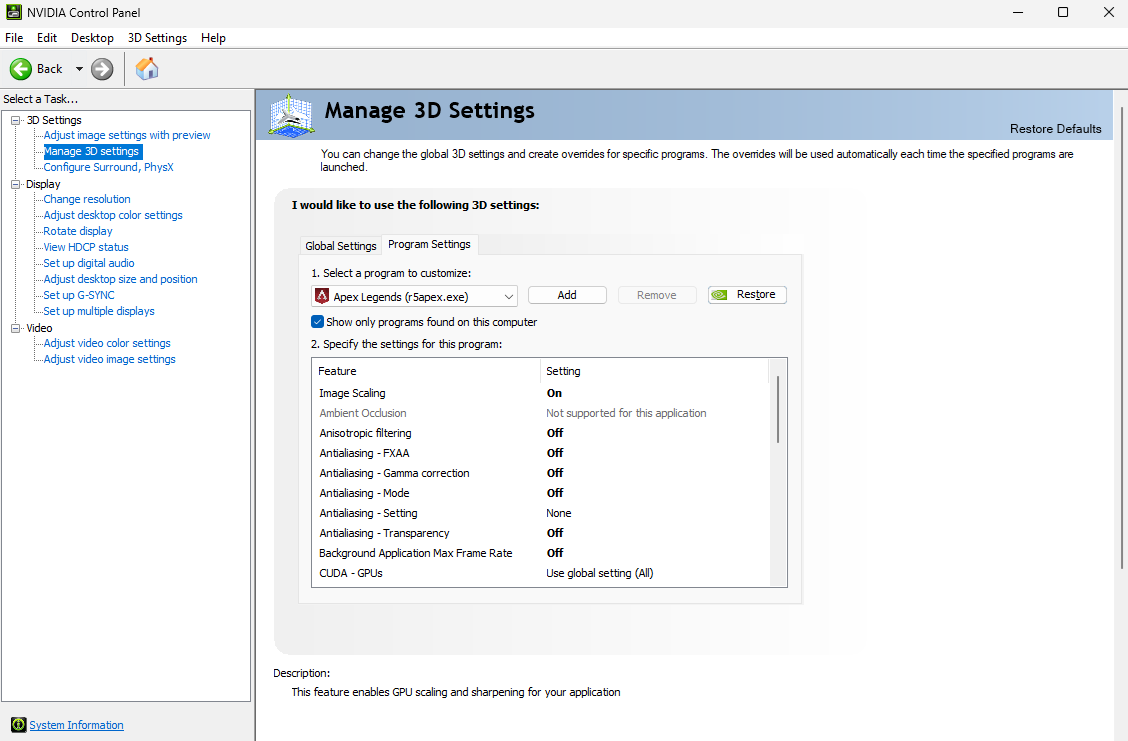 NVIDIA Control Panel
File Edit Desktop 3D Settings Help
Back
Select a Task...
3D Settings
Adjust image settings with preview
Manage 3D settings
Configure Surround, PhysX
Display
Change resolution
Adjust desktop color settings
Rotate display
View HDCP status
Set up digital audio
Adjust desktop size and position
Set up G-SYNC
Set up multiple displays
Video
Adjust video color settings
Adjust video image settings
System Information
Manage 3D Settings
Restore Defaults
You can change the global 3D settings and create overrides for specific programs. The overrides will be used automatically each time the specified programs are
launched.
I would like to use the following 3D settings:
Global Settings Program Settings
1. Select a program to customize:
Apex Legends (r5apex.exe) Add Remove Restore
Show only programs found on this computer
2. Specify the settings for this program:
Feature Setting
Image Scaling On
Ambient Occlusion Not supported for this application
Anisotropic filtering Off
Antialiasing - FXAA Off
Antialiasing - Gamma correction Off
Antialiasing - Mode Off
Antialiasing - Setting None
Antialiasing - Transparency Off
Background Application Max Frame Rate Off
CUDA - GPUs Use global setting (All)
Description:
This feature enables GPU scaling and sharpening for your application